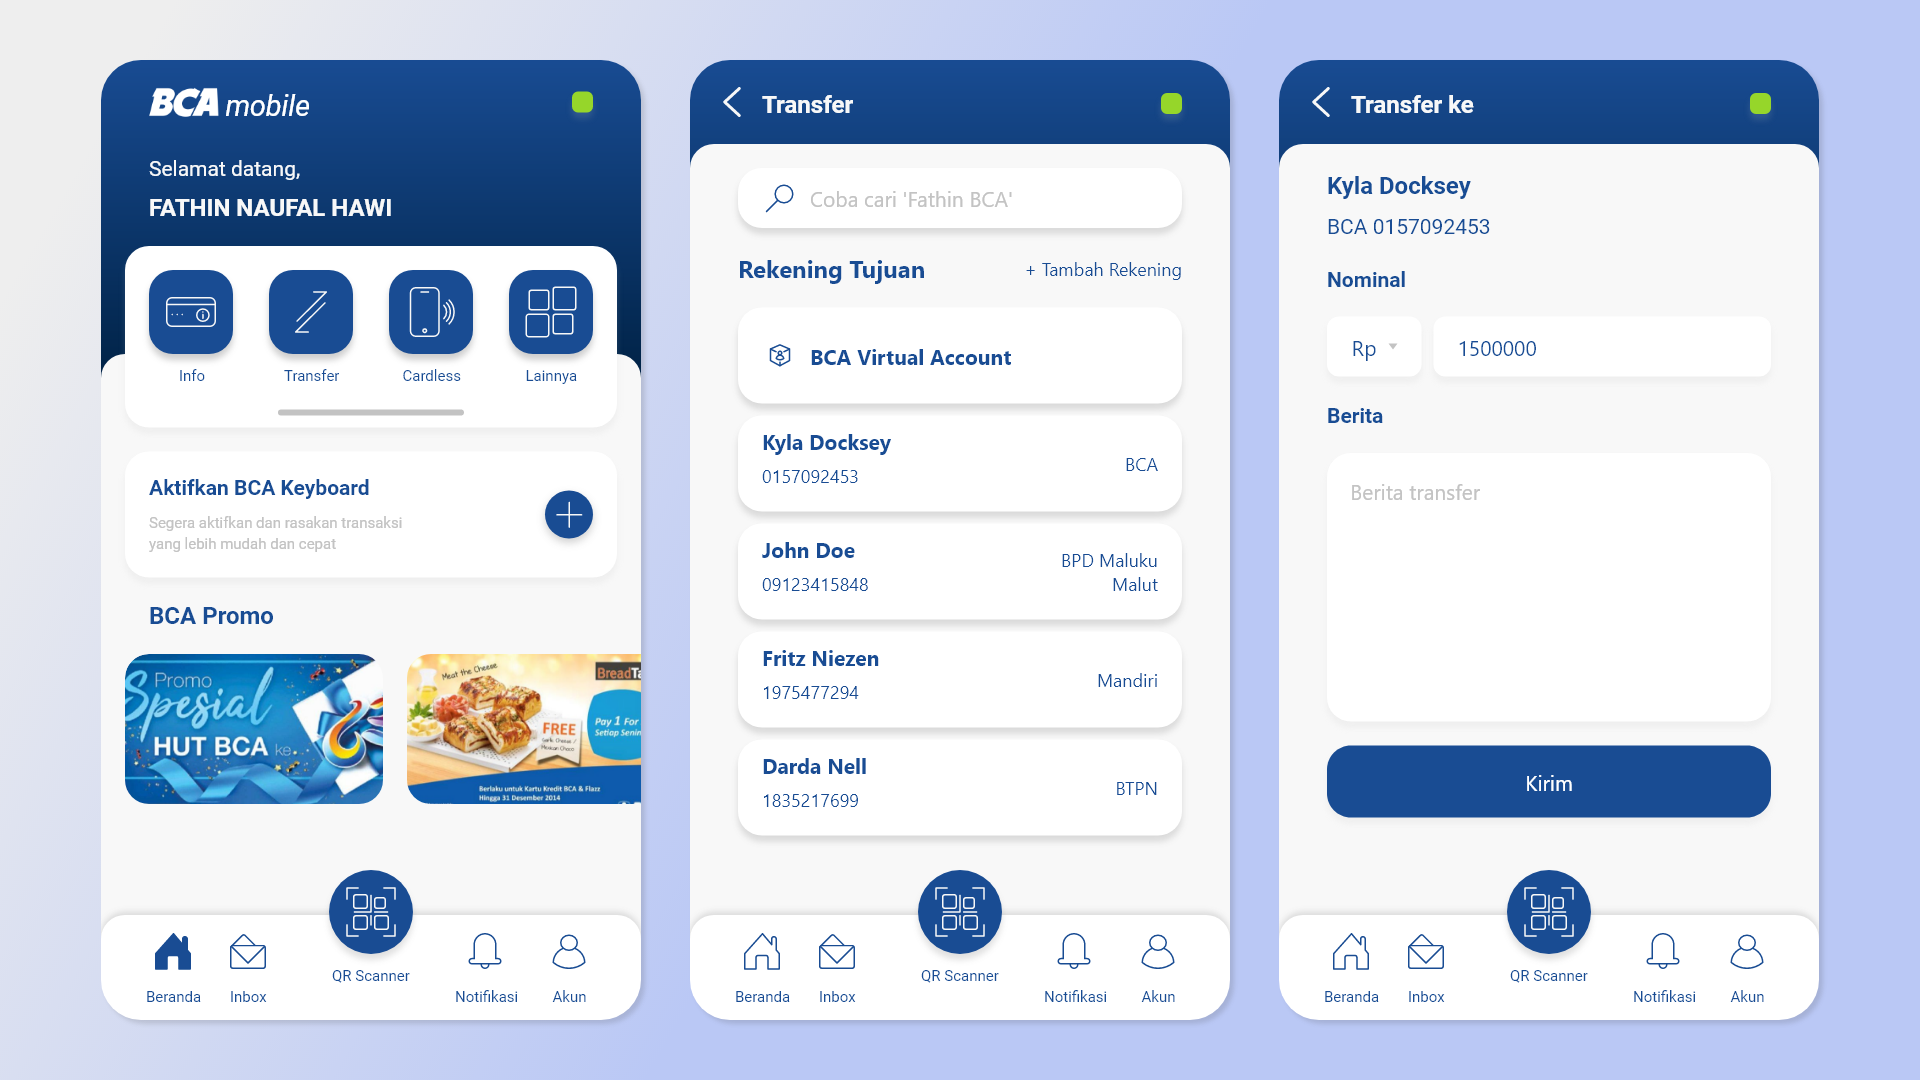 BCA mobile
Selamat datang,
FATHIN NAUFAL HAWI
Info
Transfer
Cardless
Lainnya
Aktifkan BCA Keyboard
Segera aktifkan dan rasakan transaksi
yang lebih mudah dan cepat
BCA Promo
Promo
Spesial
HUT BCA ke
Meat the Cheese
BreadTa
FREE
Pay 1 For
Setiap Senin
Berlaku untuk Kartu Kredit BCA & Flazz
Hingga 31 Desember 2014
Beranda
Inbox
QR Scanner
Notifikasi
Akun
Transfer
Coba cari 'Fathin BCA'
Rekening Tujuan
+ Tambah Rekening
BCA Virtual Account
Kyla Docksey
0157092453
BCA
John Doe
09123415848
BPD Maluku
Malut
Fritz Niezen
1975477294
Mandiri
Darda Nell
1835217699
BTPN
Beranda
Inbox
QR Scanner
Notifikasi
Akun
Transfer ke
Kyla Docksey
BCA 0157092453
Nominal
Rp
1500000
Berita
Berita transfer
Kirim
Beranda
Inbox
QR Scanner
Notifikasi
Akun